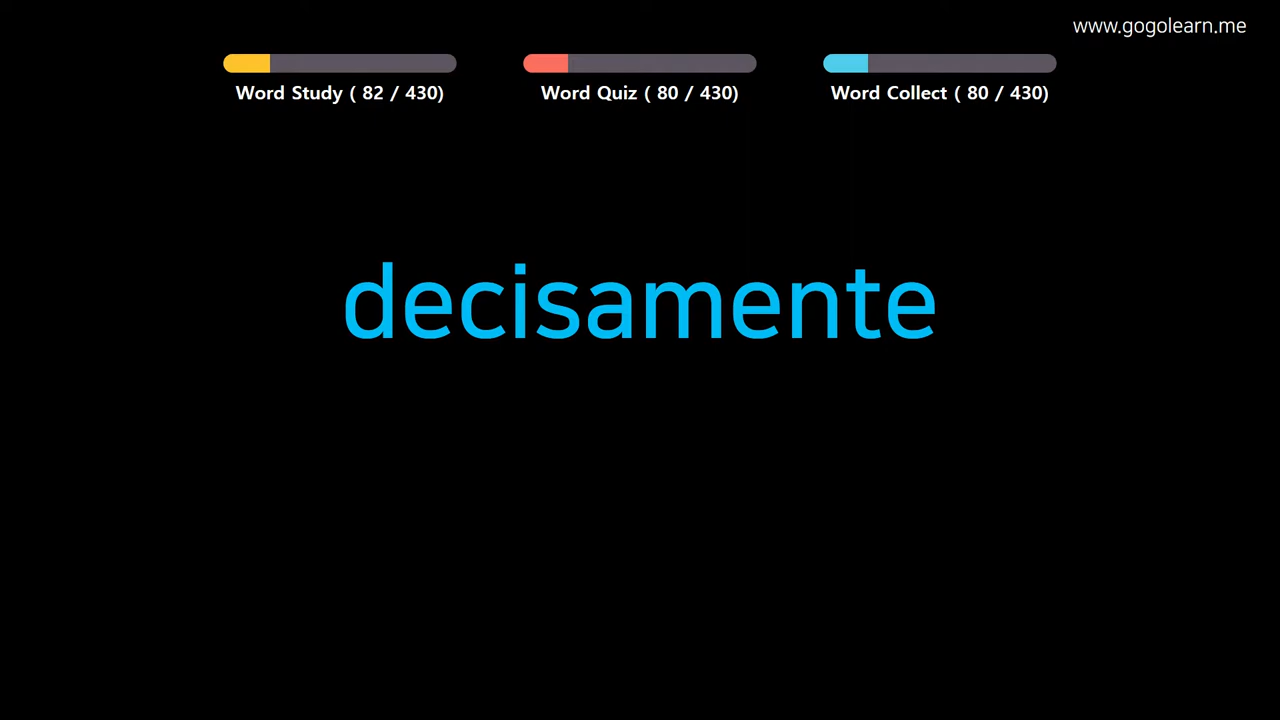 www.gogolearn.me
Word Study ( 82 / 430)
Word Quiz ( 80 / 430)
Word Collect ( 80 / 430)
decisamente